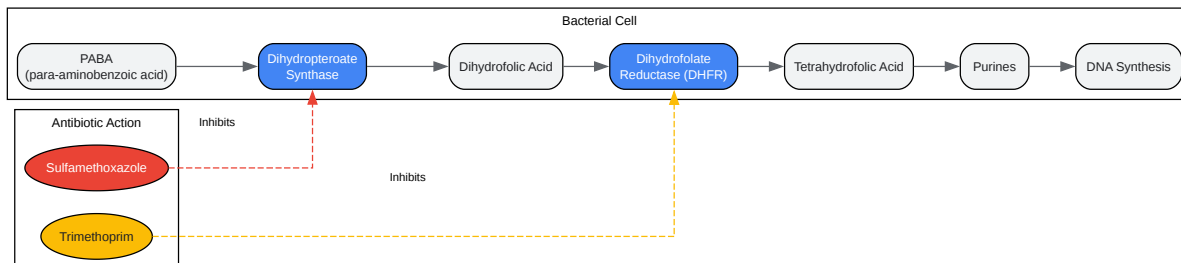 Bacterial Cell
PABA
(para-aminobenzoic acid)
Dihydropteroate
Synthase
Dihydrofolic Acid
Dihydrofolate
Reductase (DHFR)
Tetrahydrofolic Acid
Purines
DNA Synthesis
Antibiotic Action
Inhibits
Sulfamethoxazole
Inhibits
Trimethoprim